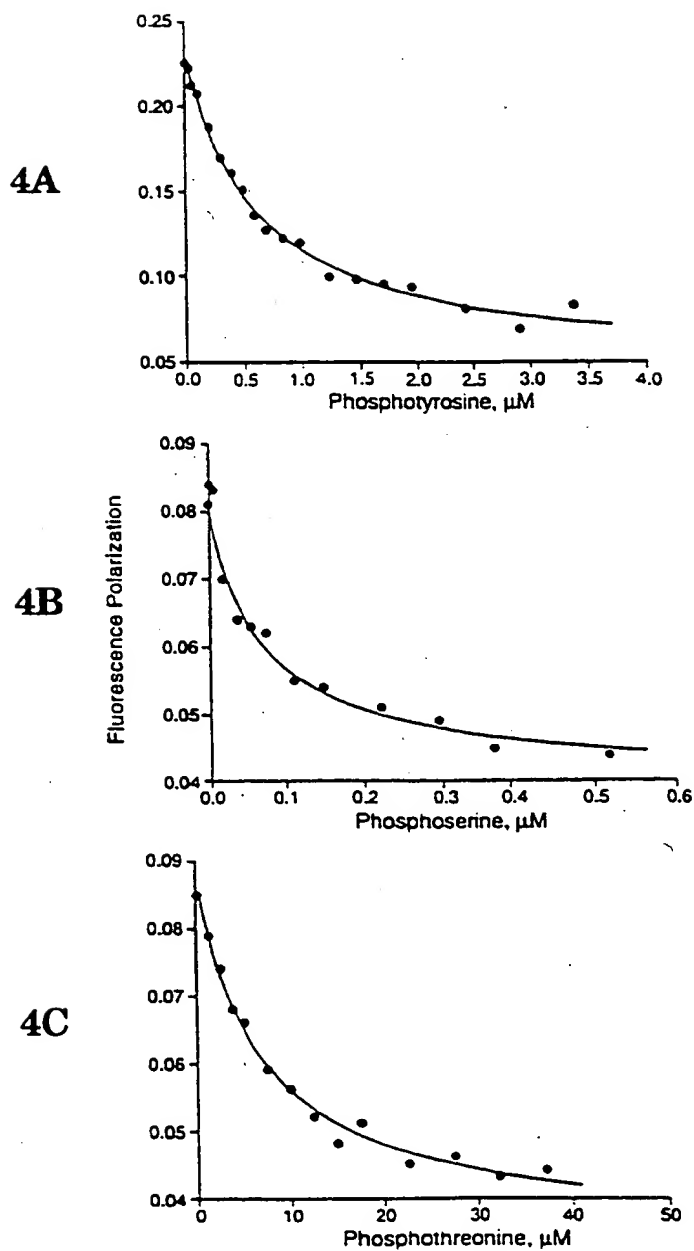 4A
0.25
0.20
0.15
0.10
0.05
0.0 0.5 1.0 1.5 2.0 2.5 3.0 3.5 4.0
Phosphotyrosine, μM
4B
Fluorescence Polarization
0.09
0.08
0.07
0.06
0.05
0.04
0.0 0.1 0.2 0.3 0.4 0.5 0.6
Phosphoserine, μM
4C
0.09
0.08
0.07
0.06
0.05
0.04
0 10 20 30 40 50
Phosphothreonine, μM